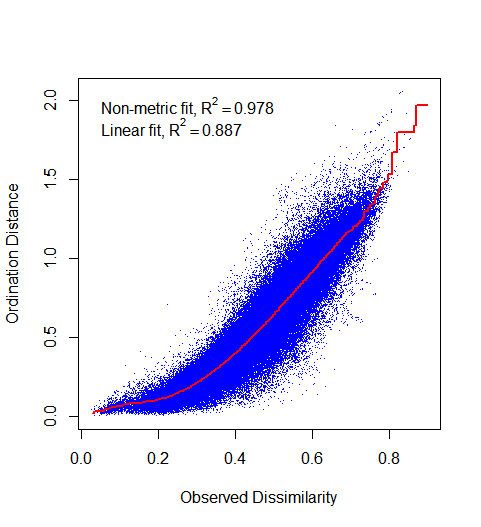 Non-metric fit, R² = 0.978
Linear fit, R² = 0.887
Ordination Distance
2.0
1.5
1.0
0.5
0.0
0.0 0.2 0.4 0.6 0.8
Observed Dissimilarity